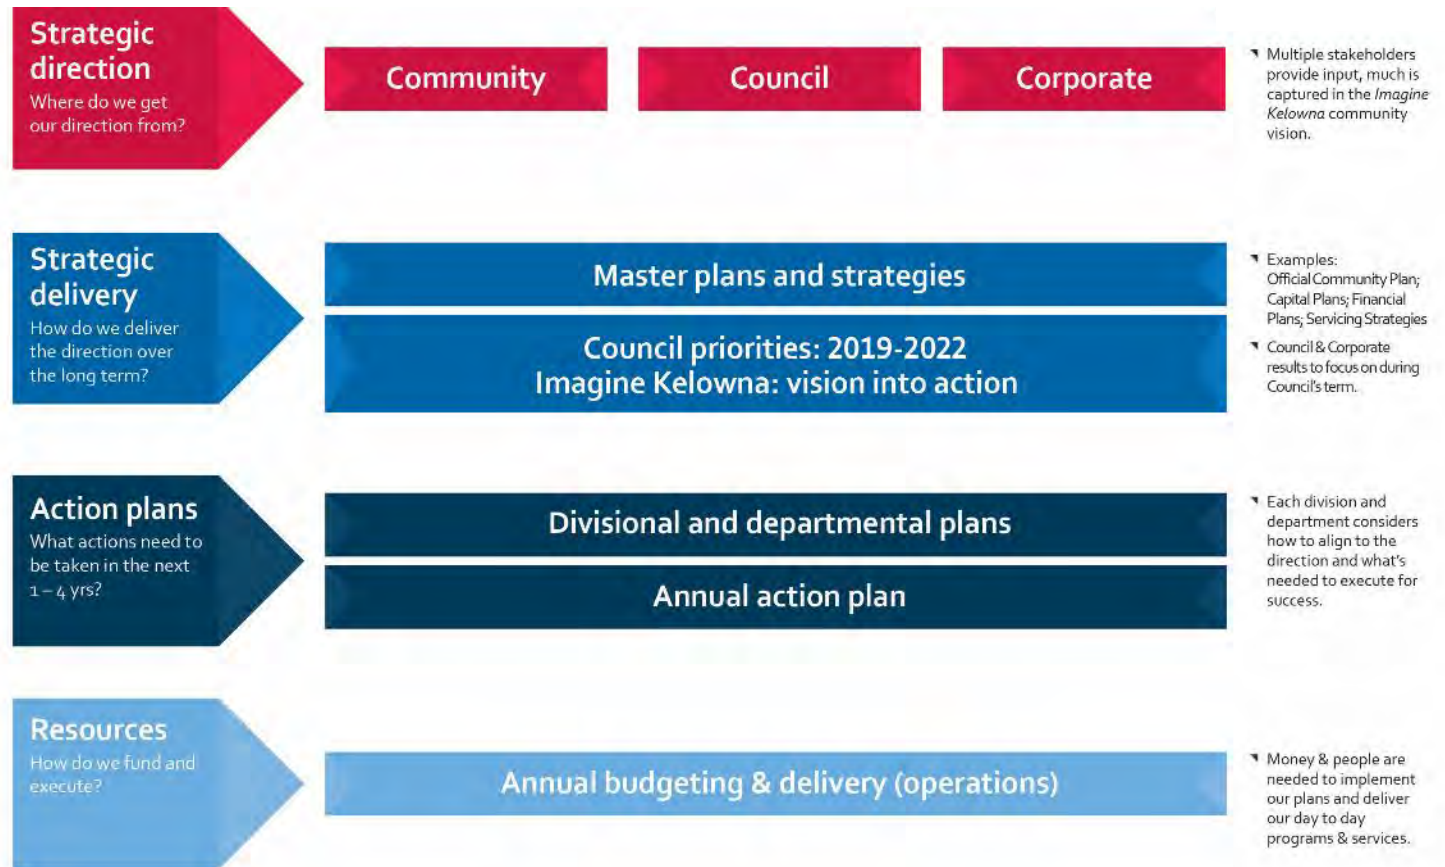 Strategic
direction
Where do we get
our direction from?
Community
Council
Corporate
Multiple stakeholders
provide input, much is
captured in the Imagine
Kelowna community
vision.
Strategic
delivery
How do we deliver
the direction over
the long term?
Master plans and strategies
Council priorities: 2019-2022
Imagine Kelowna: vision into action
Examples:
Official Community Plan;
Capital Plans; Financial
Plans; Servicing Strategies
Council & Corporate
results to focus on during
Council's term.
Action plans
What actions need to
be taken in the next
1 – 4 yrs?
Divisional and departmental plans
Annual action plan
Each division and
department considers
how to align to the
direction and what's
needed to execute for
success.
Resources
How do we fund and
execute?
Annual budgeting & delivery (operations)
Money & people are
needed to implement
our plans and deliver
our day to day
programs & services.